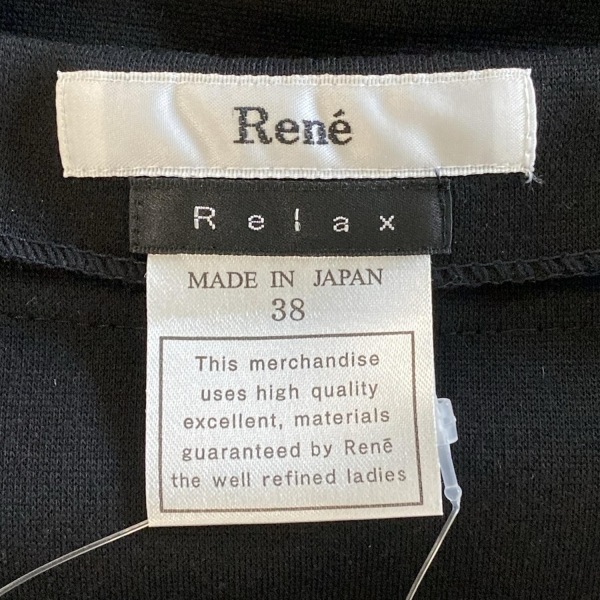 René
Relax
MADE IN JAPAN
38
This merchandise
uses high quality
excellent, materials
guaranteed by René
the well refined ladies